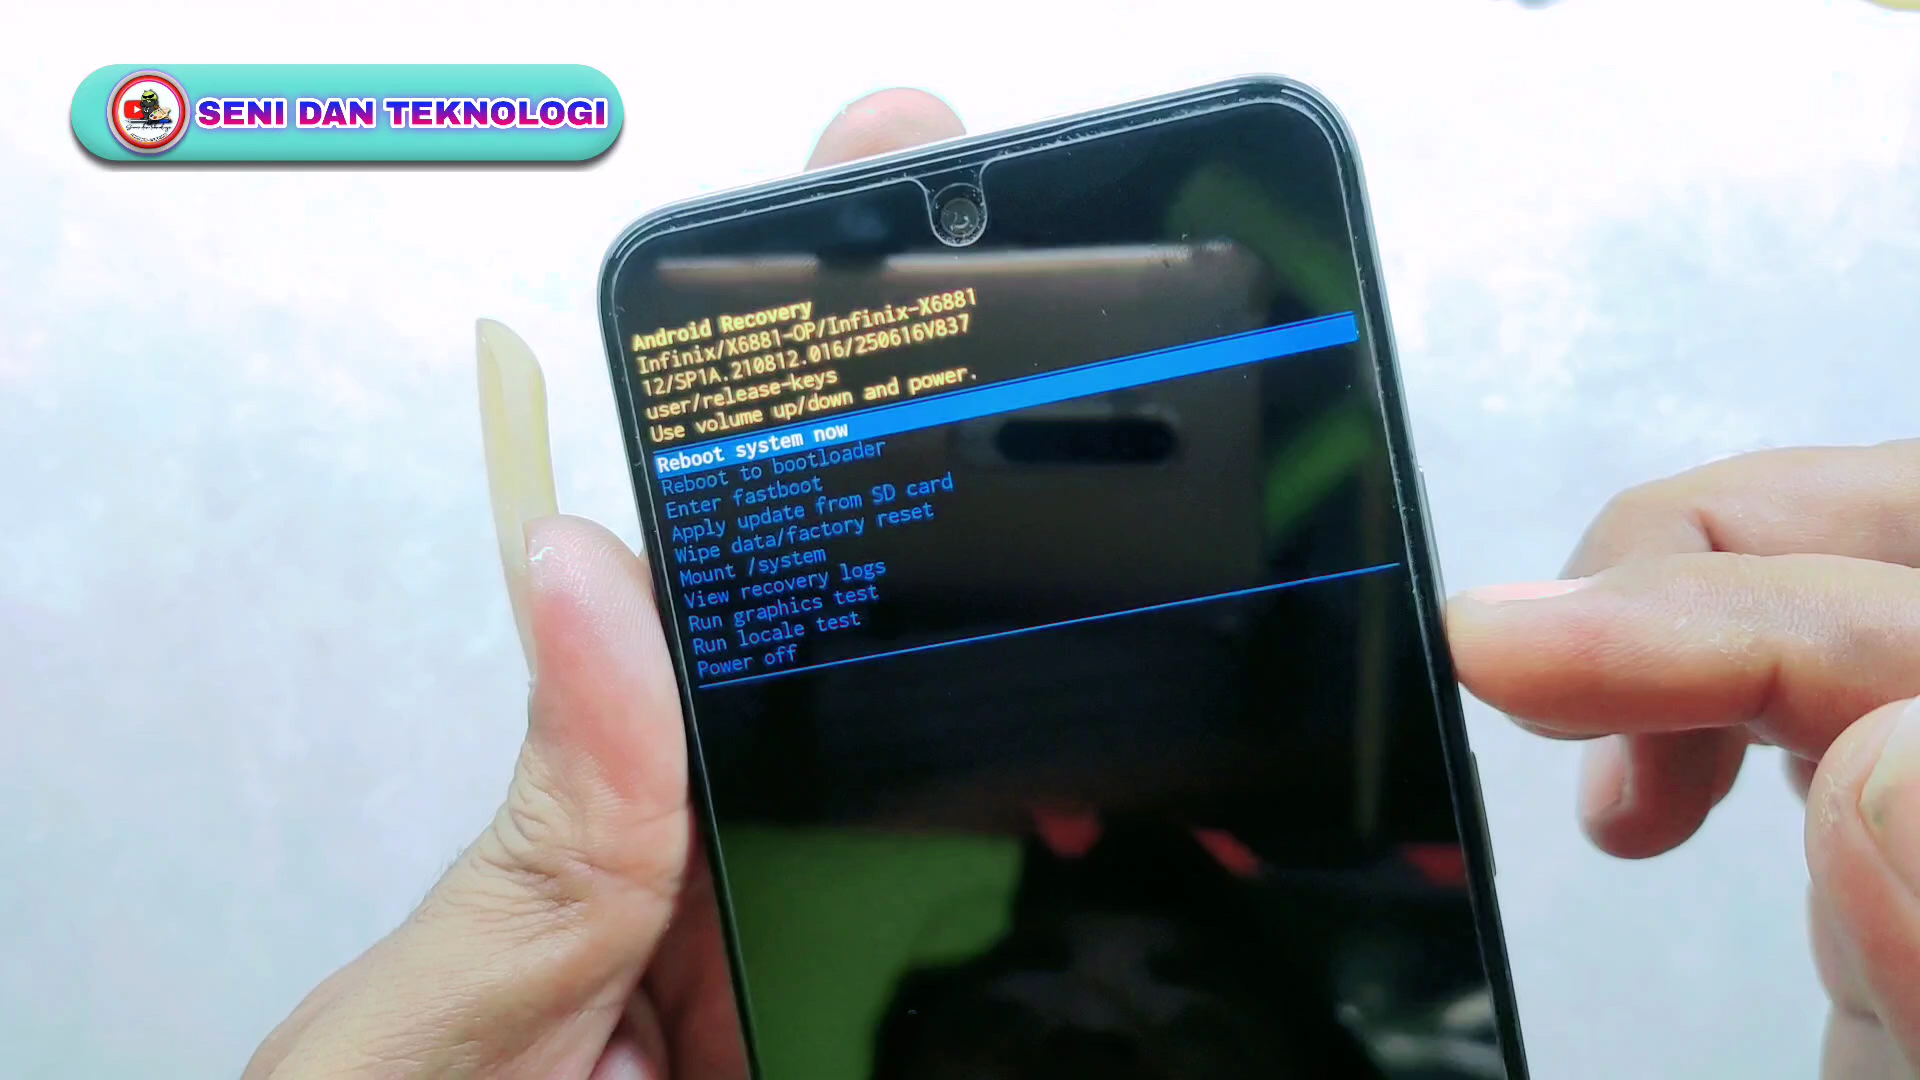 SENI DAN TEKNOLOGI
Android Recovery
Infinix/X6881-OP/Infinix-X6881
12/SP1A.210812.016/250616V837
user/release-keys
Use volume up/down and power.
Reboot system now
Reboot to bootloader
Enter fastboot
Apply update from SD card
Wipe data/factory reset
Mount /system
View recovery logs
Run graphics test
Run locale test
Power off